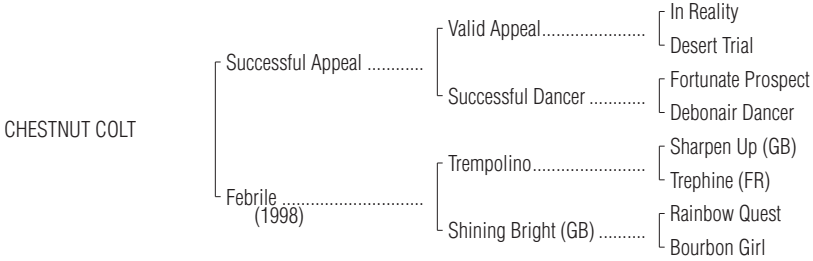 In Reality
Valid Appeal......................
Desert Trial
Successful Appeal ............
Fortunate Prospect
Successful Dancer ............
Debonair Dancer
CHESTNUT COLT
Sharpen Up (GB)
Trempolino........................
Trephine (FR)
Febrile ..............................
(1998)
Rainbow Quest
Shining Bright (GB) ..........
Bourbon Girl